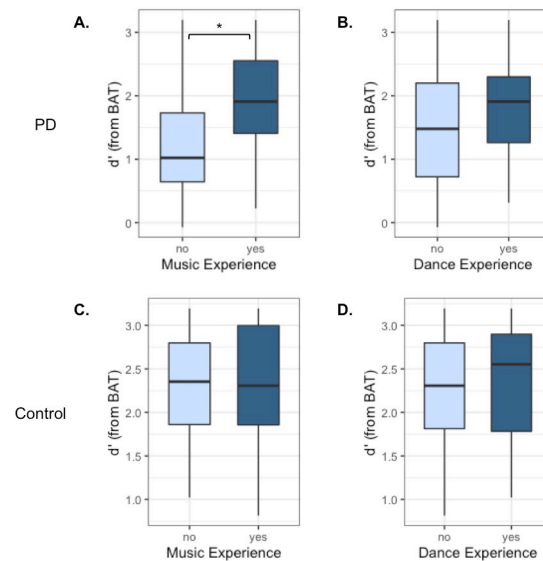 A.
*
d' (from BAT)
3
2
1
0
no yes
Music Experience
B.
d' (from BAT)
3
2
1
0
no yes
Dance Experience
PD
C.
d' (from BAT)
3.0
2.5
2.0
1.5
1.0
no yes
Music Experience
D.
d' (from BAT)
3.0
2.5
2.0
1.5
1.0
no yes
Dance Experience
Control